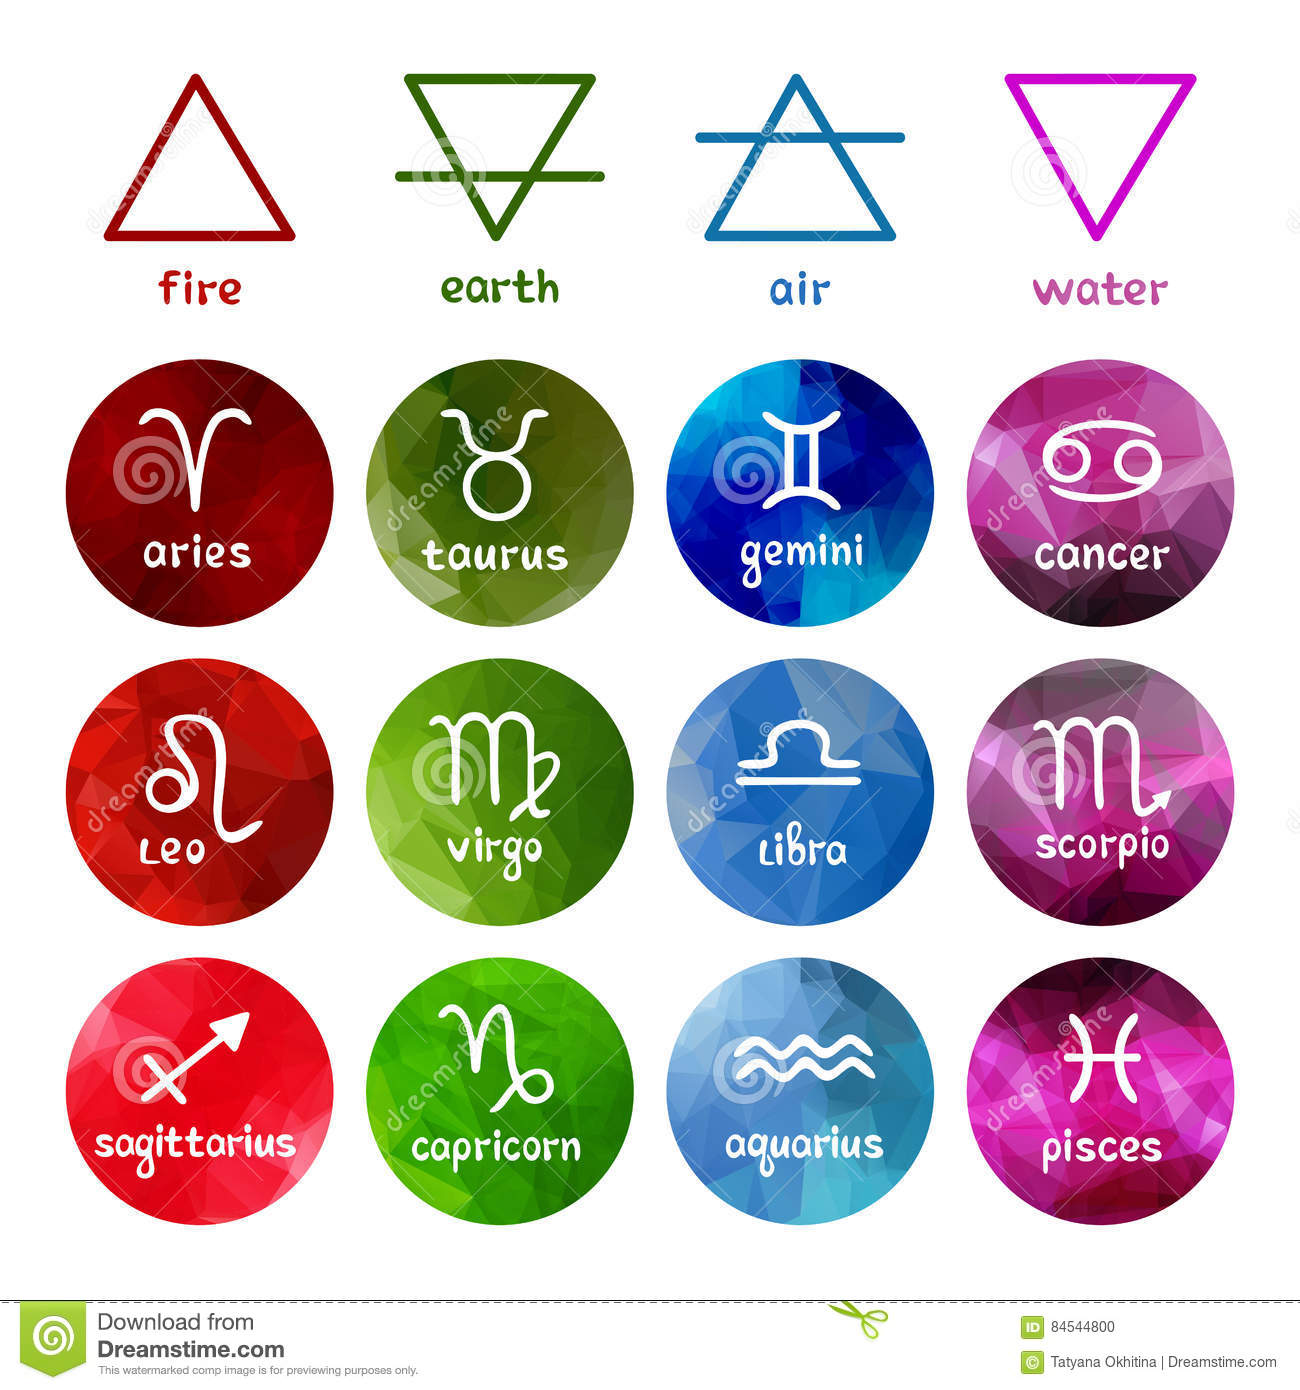 fire earth air water
aries taurus gemini cancer
Leo virgo Libra scorpio
sagittarius capricorn aquarius pisces
dreamstime
Download from
Dreamstime.com
This watermarked comp image is for previewing purposes only.
ID 84544800
© Tatyana Okhitina | Dreamstime.com